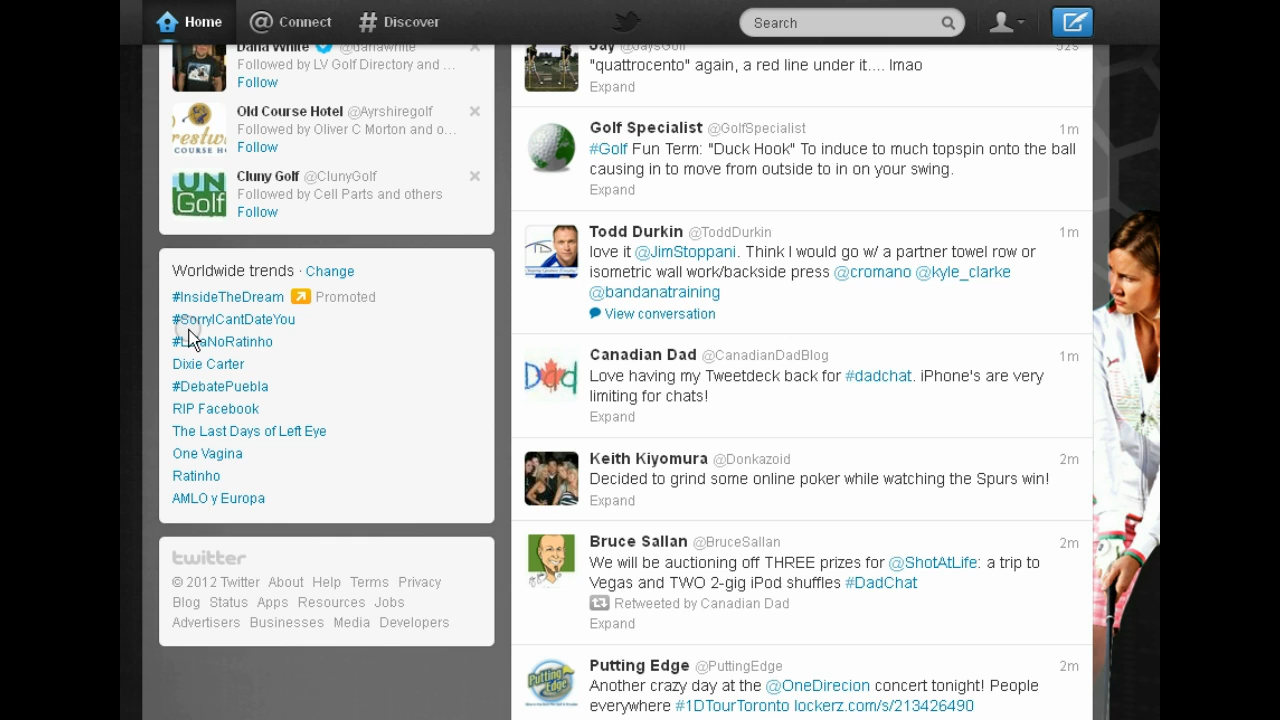 Home
Connect
Discover
Search
Dana White @danawhite
Followed by LV Golf Directory and ...
Follow
Old Course Hotel @Ayrshiregolf
Followed by Oliver C Morton and o...
Follow
Cluny Golf @ClunyGolf
Followed by Cell Parts and others
Follow
Worldwide trends · Change
#InsideTheDream Promoted
#SorryICantDateYou
Dixie Carter
#DebatePuebla
RIP Facebook
The Last Days of Left Eye
One Vagina
Ratinho
AMLO y Europa
twitter
© 2012 Twitter About Help Terms Privacy
Blog Status Apps Resources Jobs
Advertisers Businesses Media Developers
Jay @JaysGolf 52s
"quattrocento" again, a red line under it.... lmao
Expand
Golf Specialist @GolfSpecialist 1m
#Golf Fun Term: "Duck Hook" To induce to much topspin onto the ball
causing in to move from outside to in on your swing.
Expand
Todd Durkin @ToddDurkin 1m
love it @JimStoppani. Think I would go w/ a partner towel row or
isometric wall work/backside press @cromano @kyle_clarke
@bandanatraining
View conversation
Canadian Dad @CanadianDadBlog 1m
Love having my Tweetdeck back for #dadchat. iPhone's are very
limiting for chats!
Expand
Keith Kiyomura @Donkazoid 2m
Decided to grind some online poker while watching the Spurs win!
Expand
Bruce Sallan @BruceSallan 2m
We will be auctioning off THREE prizes for @ShotAtLife: a trip to
Vegas and TWO 2-gig iPod shuffles #DadChat
Retweeted by Canadian Dad
Expand
Putting Edge @PuttingEdge 2m
Another crazy day at the @OneDirecion concert tonight! People
everywhere #1DTourToronto lockerz.com/s/213426490